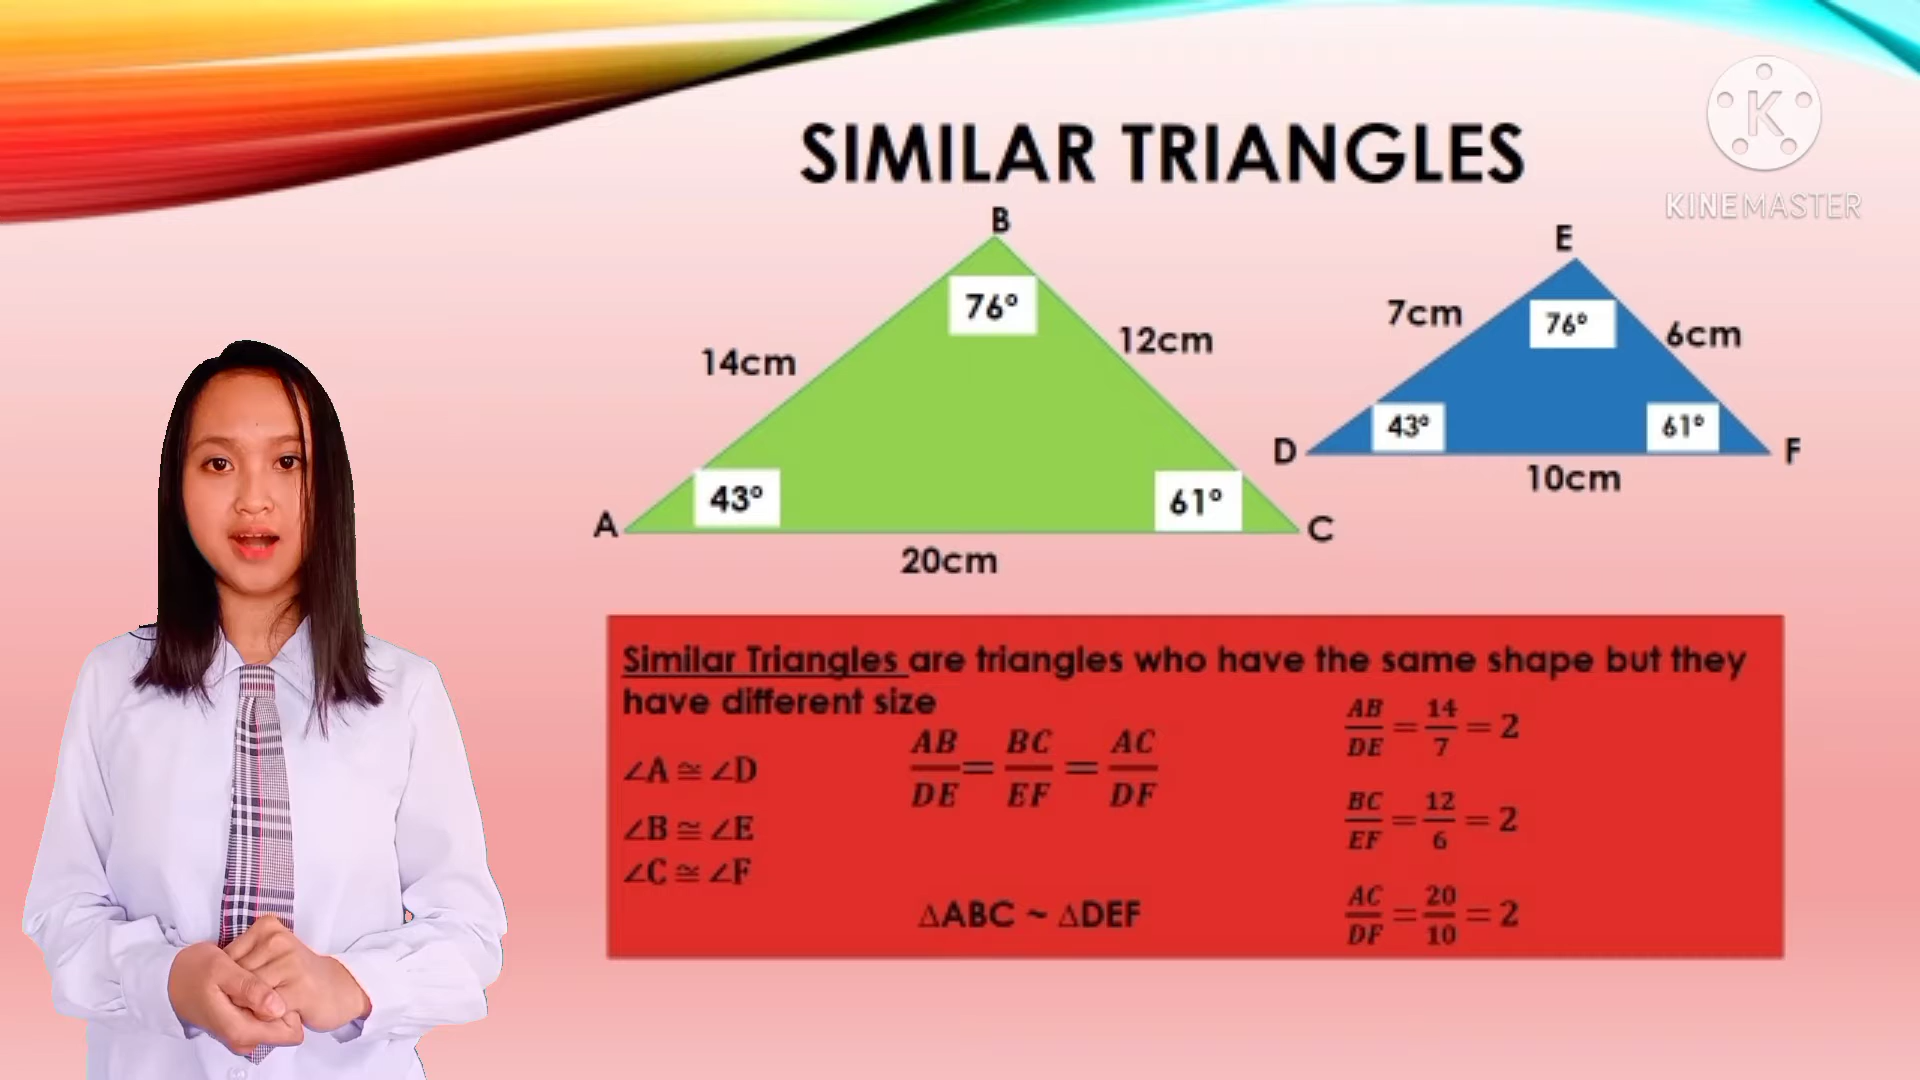 SIMILAR TRIANGLES
K
KINEMASTER
B
76°
14cm
12cm
A
43°
61°
C
20cm
E
7cm
76°
6cm
D
43°
61°
F
10cm
Similar Triangles are triangles who have the same shape but they
have different size
∠A ≅ ∠D
∠B ≅ ∠E
∠C ≅ ∠F
AB/DE = BC/EF = AC/DF
∆ABC ~ ∆DEF
AB/DE = 14/7 = 2
BC/EF = 12/6 = 2
AC/DF = 20/10 = 2